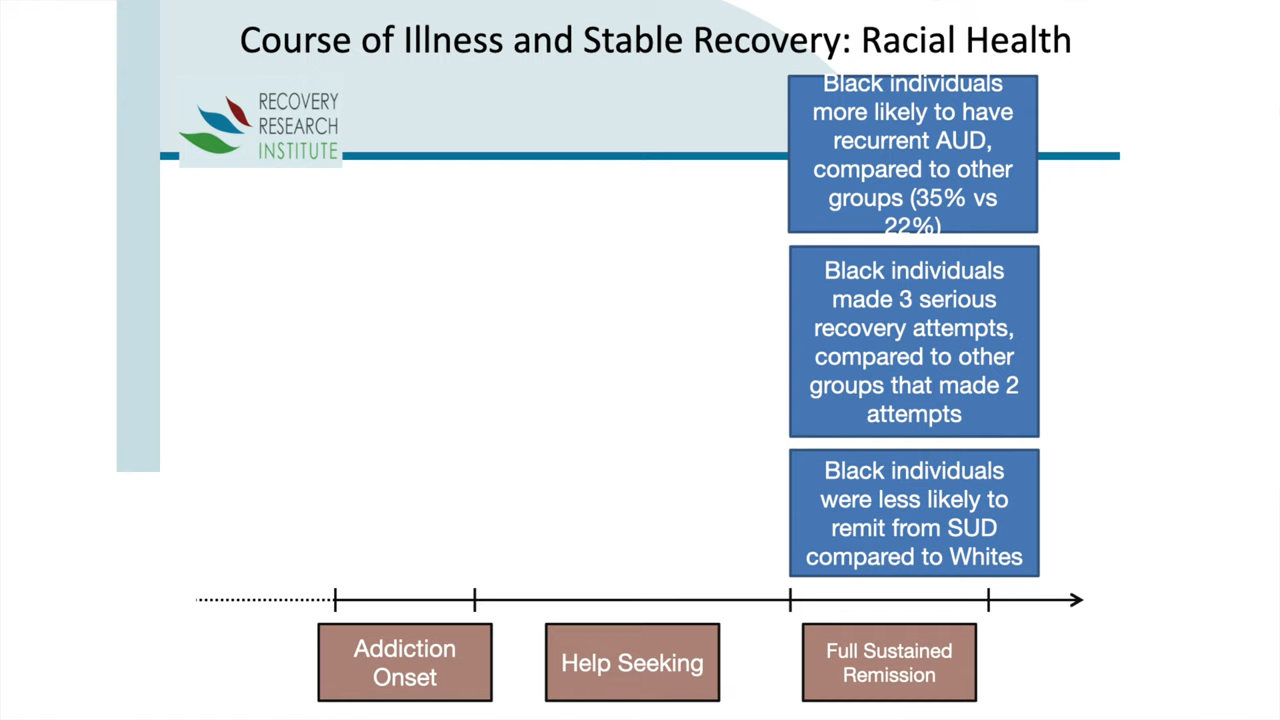 Course of Illness and Stable Recovery: Racial Health
RECOVERY
RESEARCH
INSTITUTE
Black individuals
more likely to have
recurrent AUD,
compared to other
groups (35% vs
22%)
Black individuals
made 3 serious
recovery attempts,
compared to other
groups that made 2
attempts
Black individuals
were less likely to
remit from SUD
compared to Whites
Addiction
Onset
Help Seeking
Full Sustained
Remission